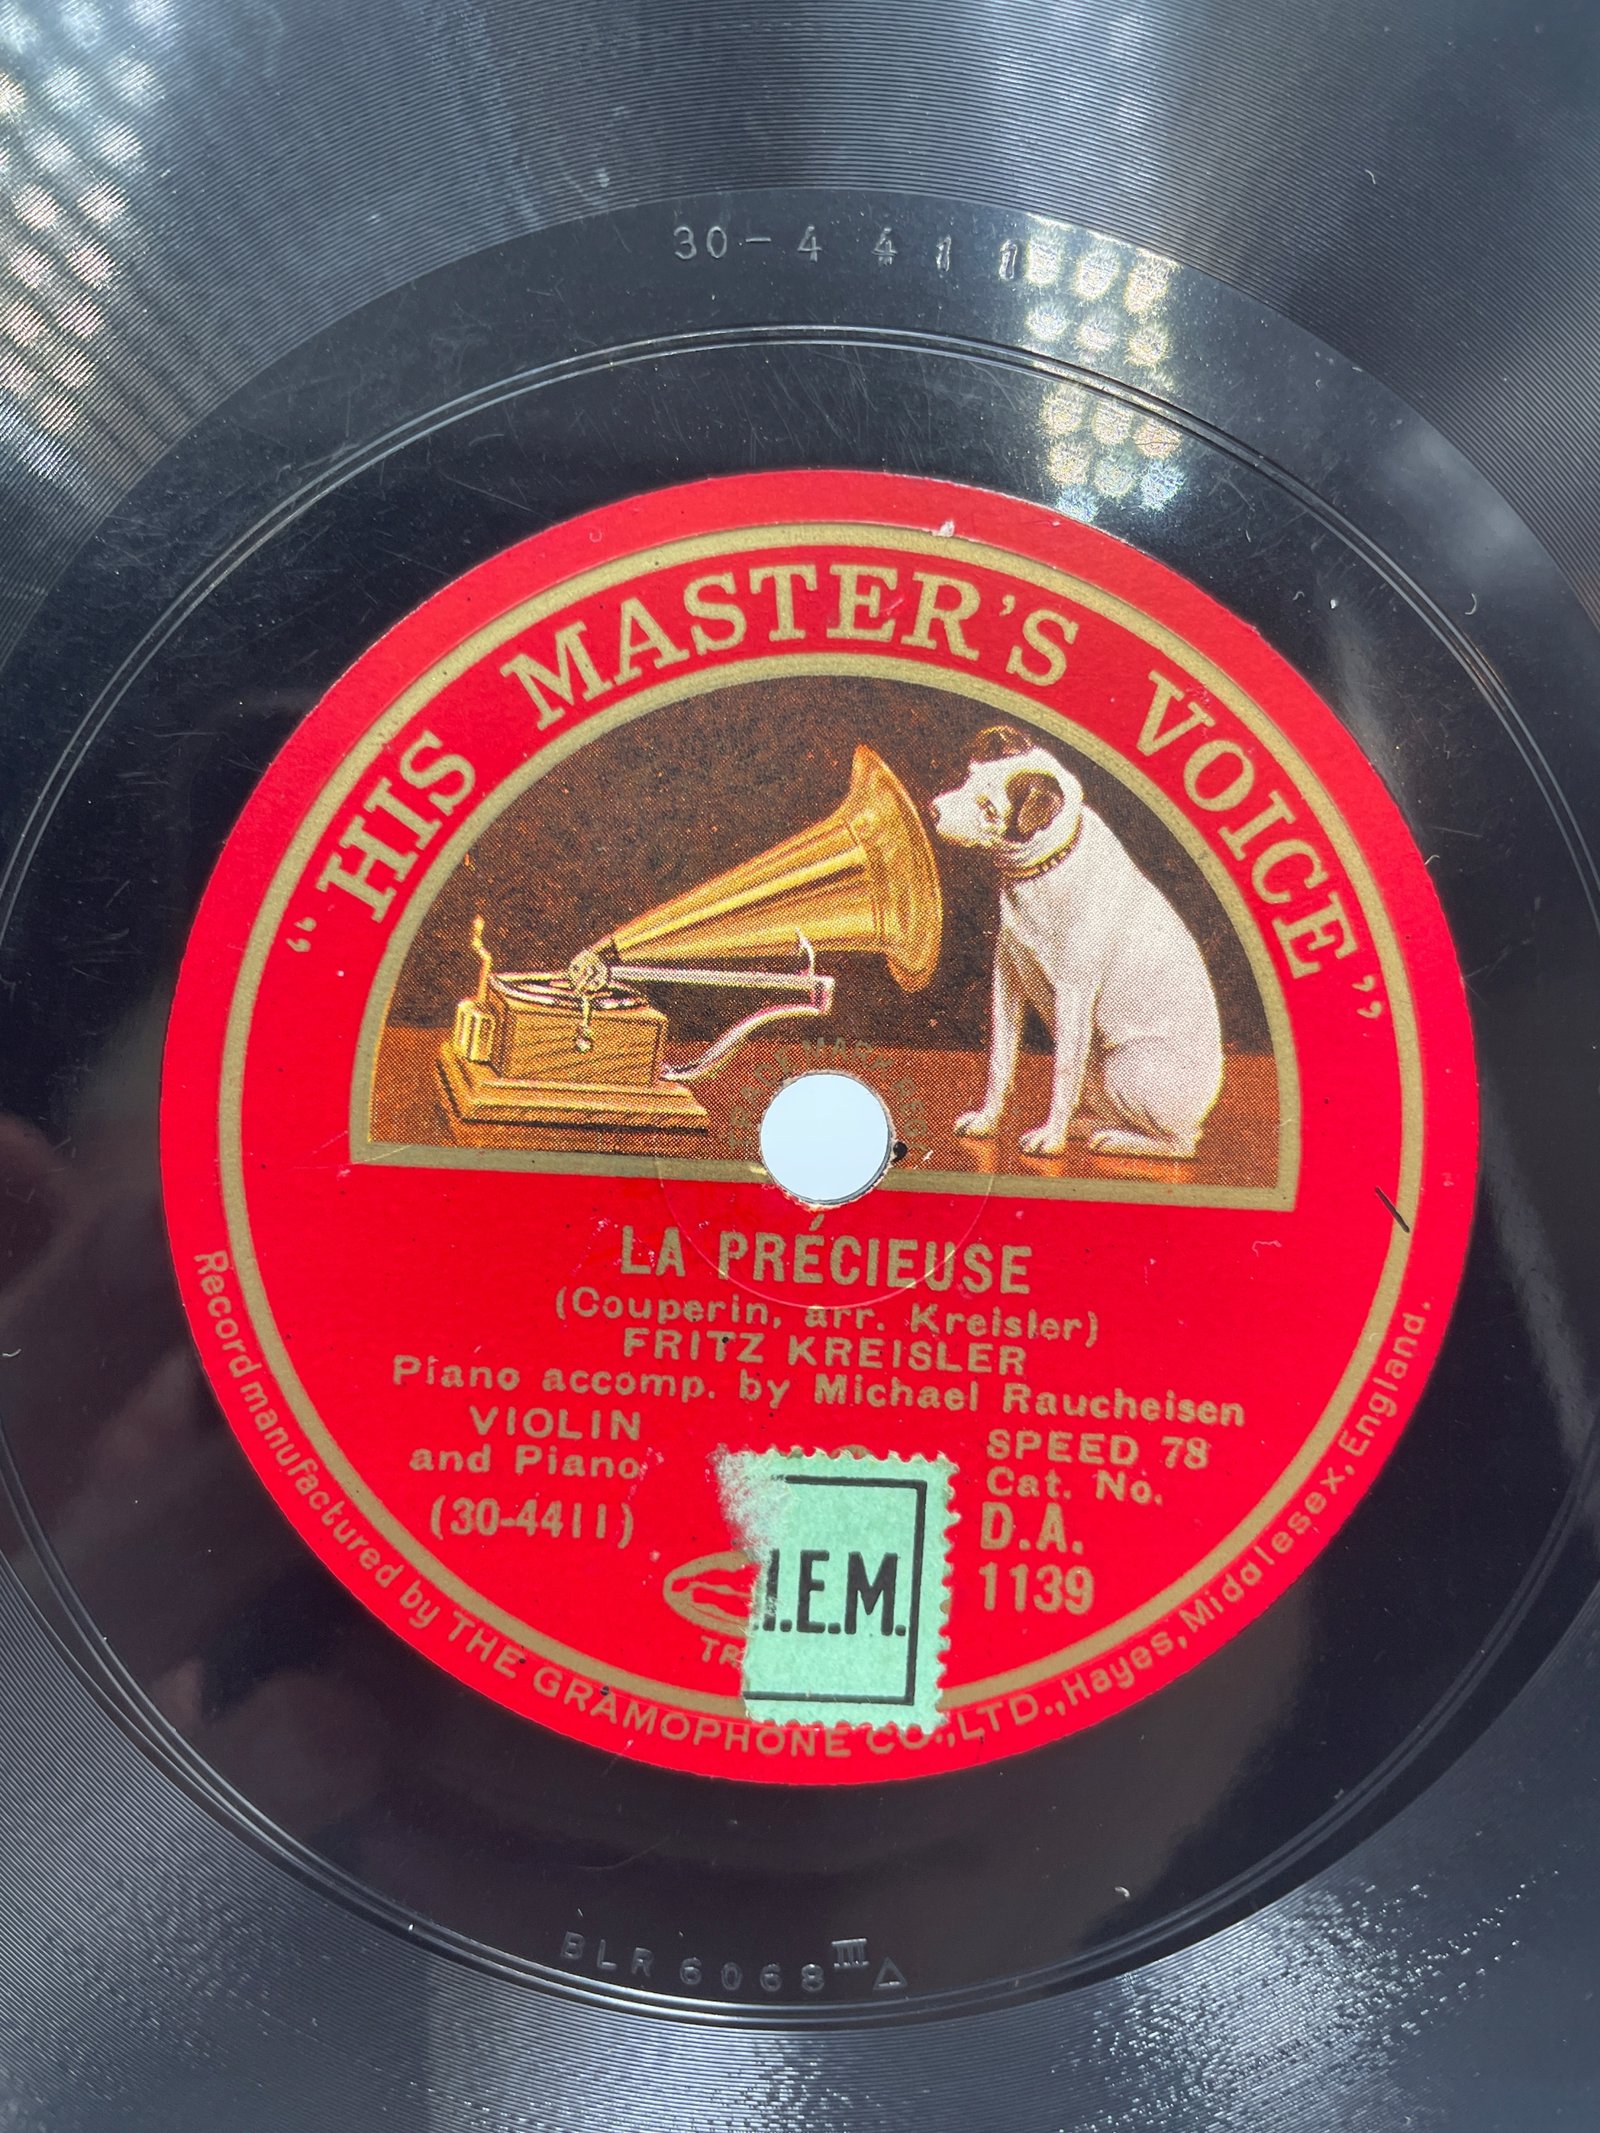 30-4411
“HIS MASTER'S VOICE”
TRADE MARK
LA PRÉCIEUSE
(Couperin, arr. Kreisler)
FRITZ KREISLER
Piano accomp. by Michael Raucheisen
VIOLIN
and Piano
SPEED 78
Cat. No.
(30-4411)
D.A.
1139
.I.E.M.
Record manufactured by THE GRAMOPHONE CO., LTD., Hayes, Middlesex, England.
BLR 6068 III △